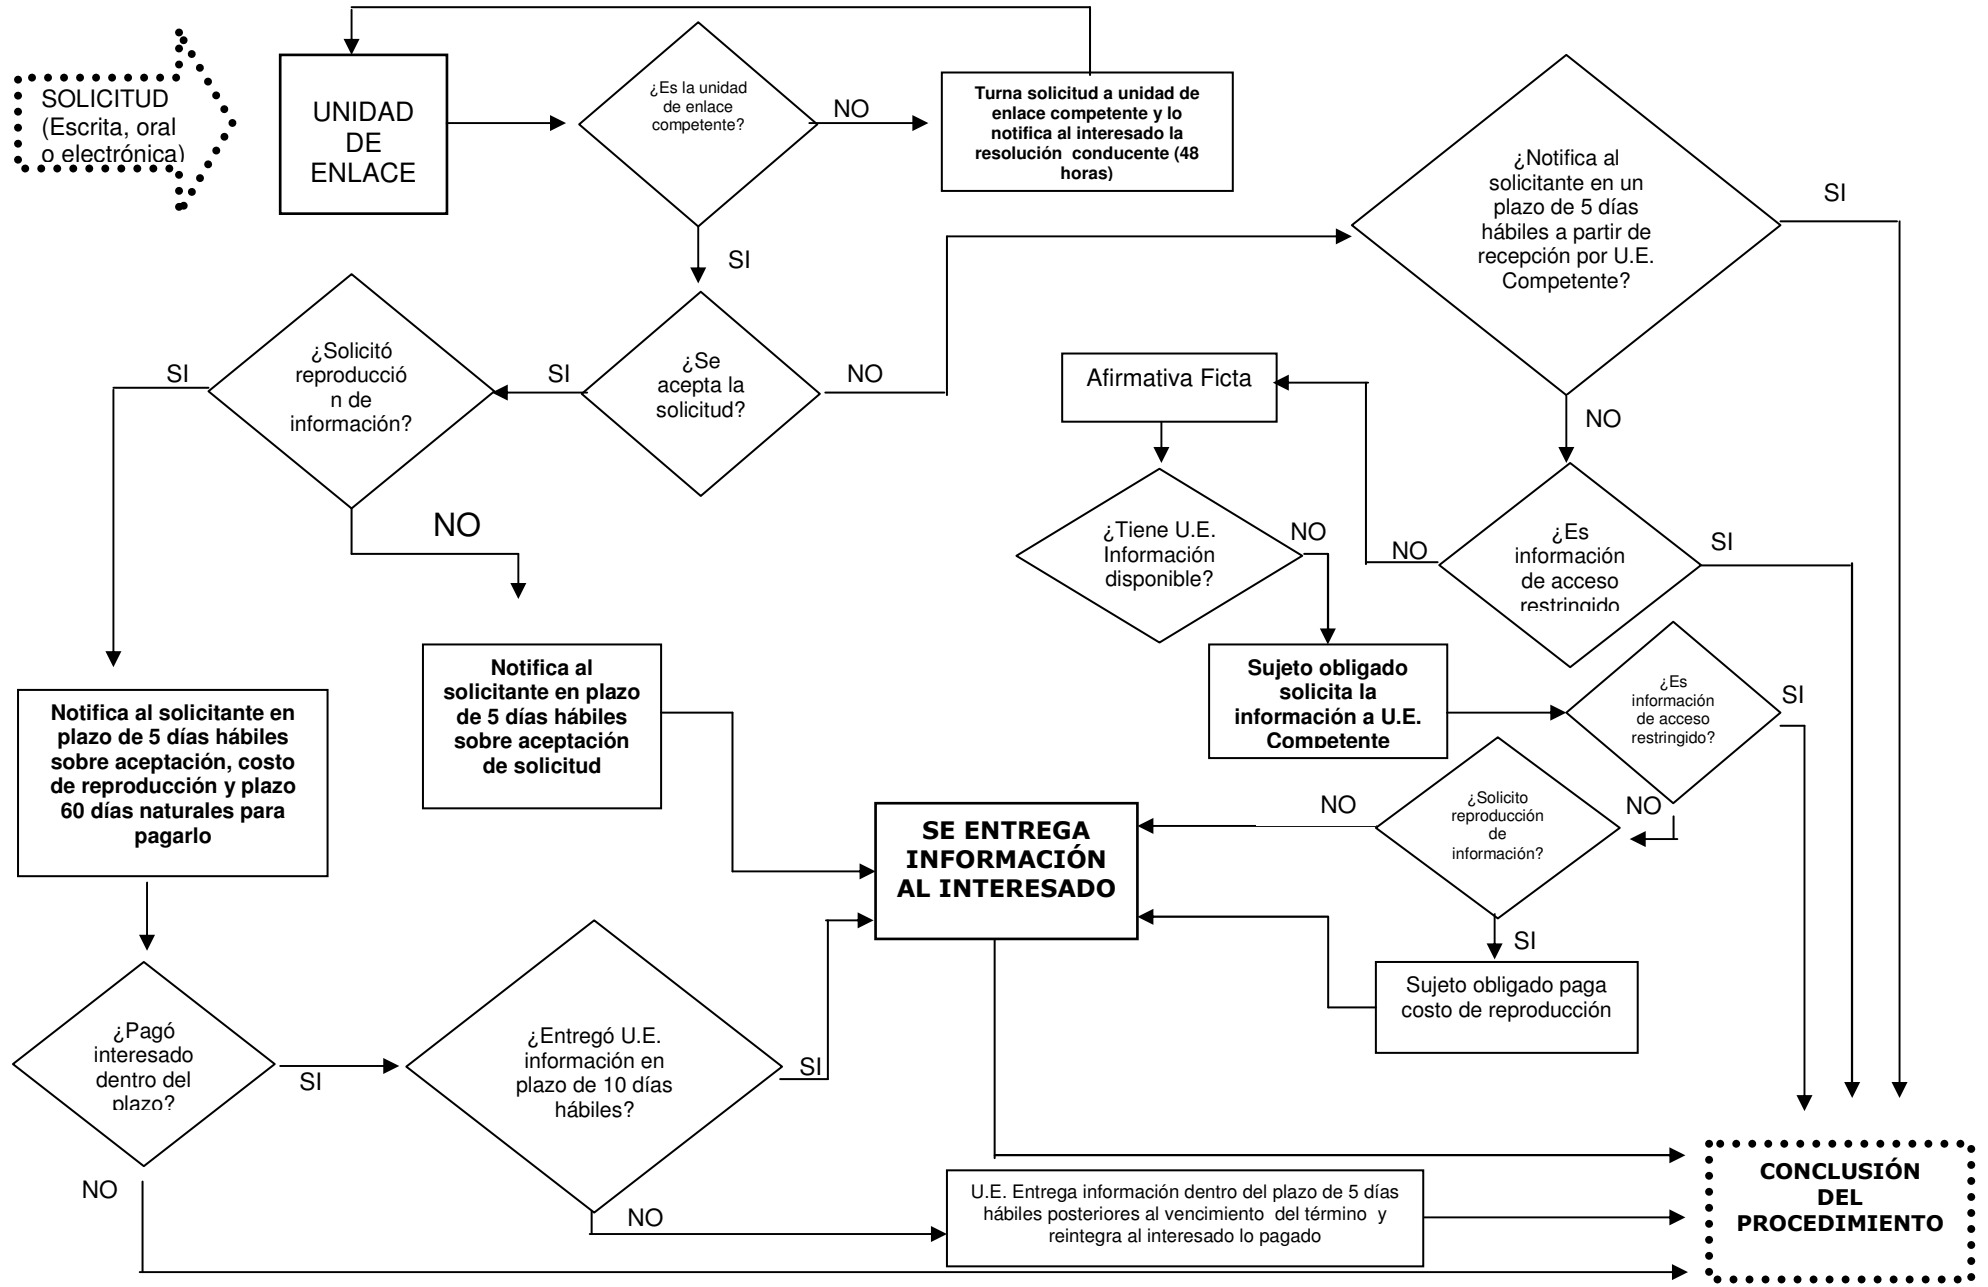 SOLICITUD
(Escrita, oral
o electrónica)
UNIDAD
DE
ENLACE
¿Es la unidad
de enlace
competente?
NO
Turna solicitud a unidad de
enlace competente y lo
notifica al interesado la
resolución conducente (48
horas)
SI
¿Notifica al
solicitante en un
plazo de 5 días
hábiles a partir de
recepción por U.E.
Competente?
SI
NO
¿Se
acepta la
solicitud?
SI
NO
¿Solicitó
reproducció
n de
información?
SI
NO
Afirmativa Ficta
¿Tiene U.E.
Información
disponible?
NO
¿Es
información
de acceso
restringido
NO
SI
Notifica al solicitante en
plazo de 5 días hábiles
sobre aceptación, costo
de reproducción y plazo
60 días naturales para
pagarlo
Notifica al
solicitante en plazo
de 5 días hábiles
sobre aceptación
de solicitud
Sujeto obligado
solicita la
información a U.E.
Competente
¿Es
información
de acceso
restringido?
SI
NO
¿Solicito
reproducción
de
información?
NO
SI
SE ENTREGA
INFORMACIÓN
AL INTERESADO
Sujeto obligado paga
costo de reproducción
¿Pagó
interesado
dentro del
plazo?
SI
NO
¿Entregó U.E.
información en
plazo de 10 días
hábiles?
SI
NO
U.E. Entrega información dentro del plazo de 5 días
hábiles posteriores al vencimiento del término y
reintegra al interesado lo pagado
CONCLUSIÓN
DEL
PROCEDIMIENTO